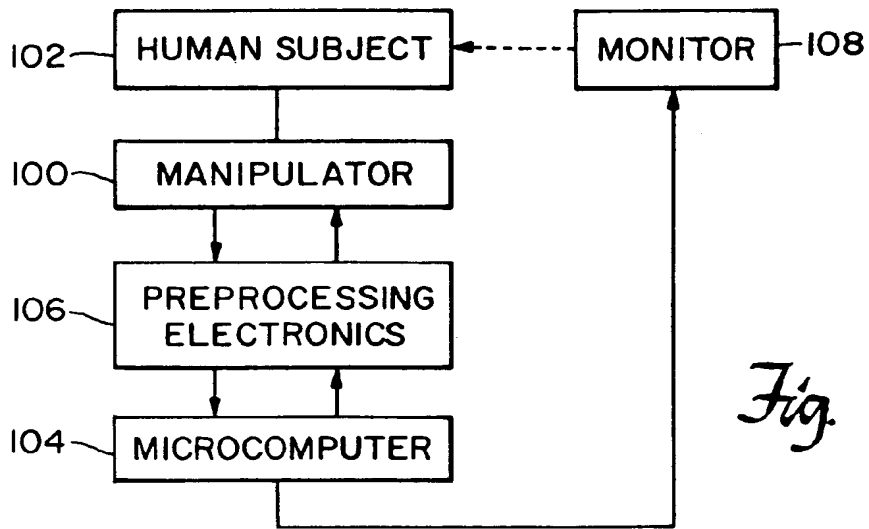 102 HUMAN SUBJECT MONITOR 108
100 MANIPULATOR
106 PREPROCESSING
ELECTRONICS
104 MICROCOMPUTER
Fig.